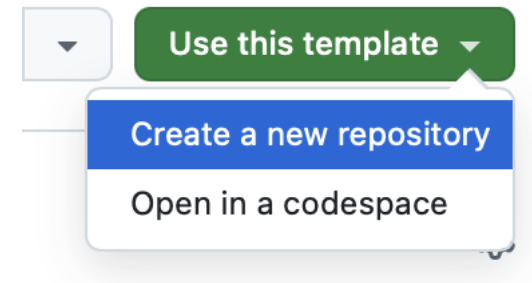 Use this template
Create a new repository
Open in a codespace